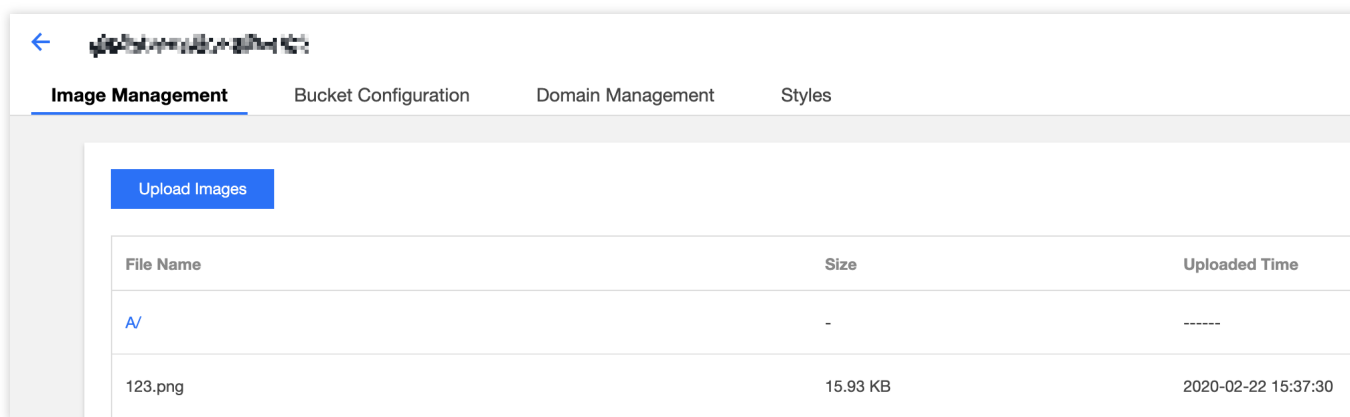 Image Management Bucket Configuration Domain Management Styles
Upload Images
File Name Size Uploaded Time
A/ - ------
123.png 15.93 KB 2020-02-22 15:37:30